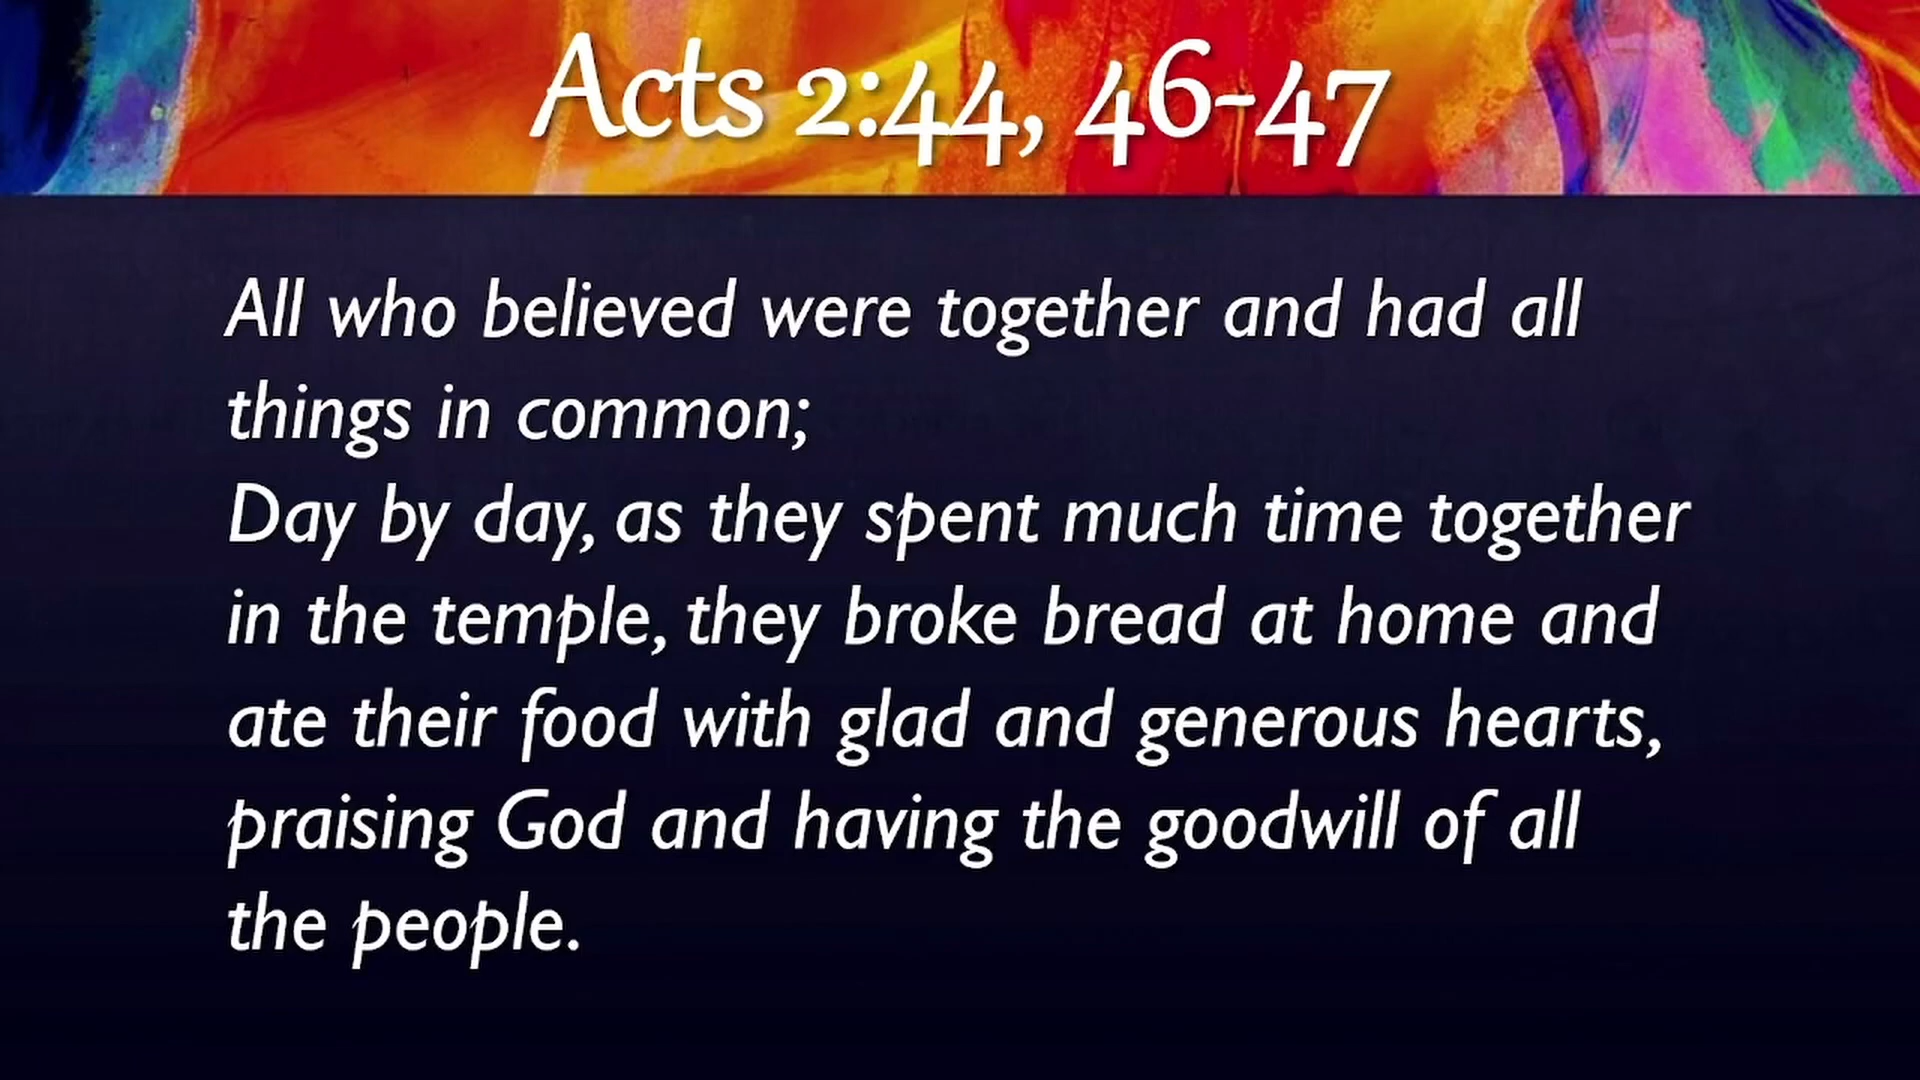 Acts 2:44, 46-47
All who believed were together and had all
things in common;
Day by day, as they spent much time together
in the temple, they broke bread at home and
ate their food with glad and generous hearts,
praising God and having the goodwill of all
the people.